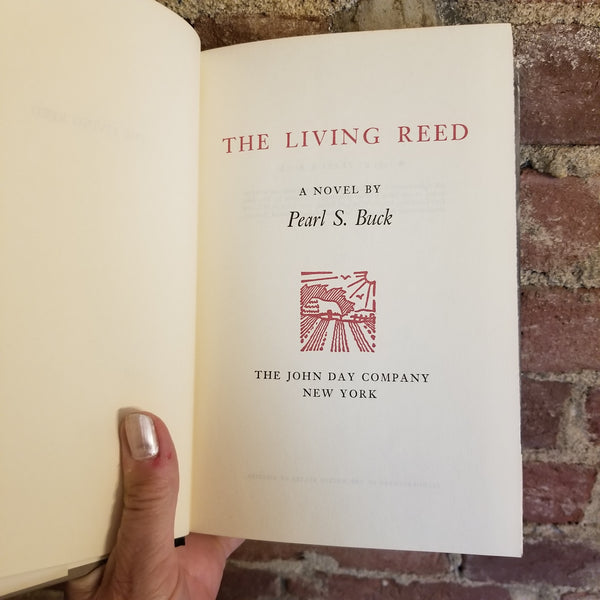 THE LIVING REED
A NOVEL BY
Pearl S. Buck
THE JOHN DAY COMPANY
NEW YORK